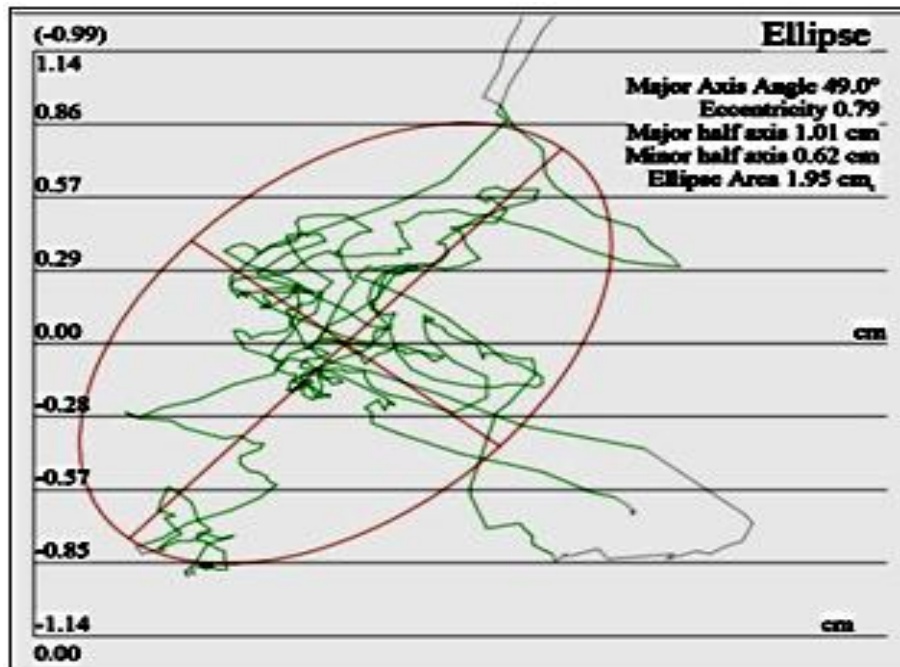 (-0.99)
Ellipse
1.14
Major Axis Angle 49.0°
Eccentricity 0.79
0.86
Major half axis 1.01 cm
Minor half axis 0.62 cm
Ellipse Area 1.95 cm,
0.57
0.29
0.00 cm
-0.28
-0.57
-0.85
-1.14 cm
0.00